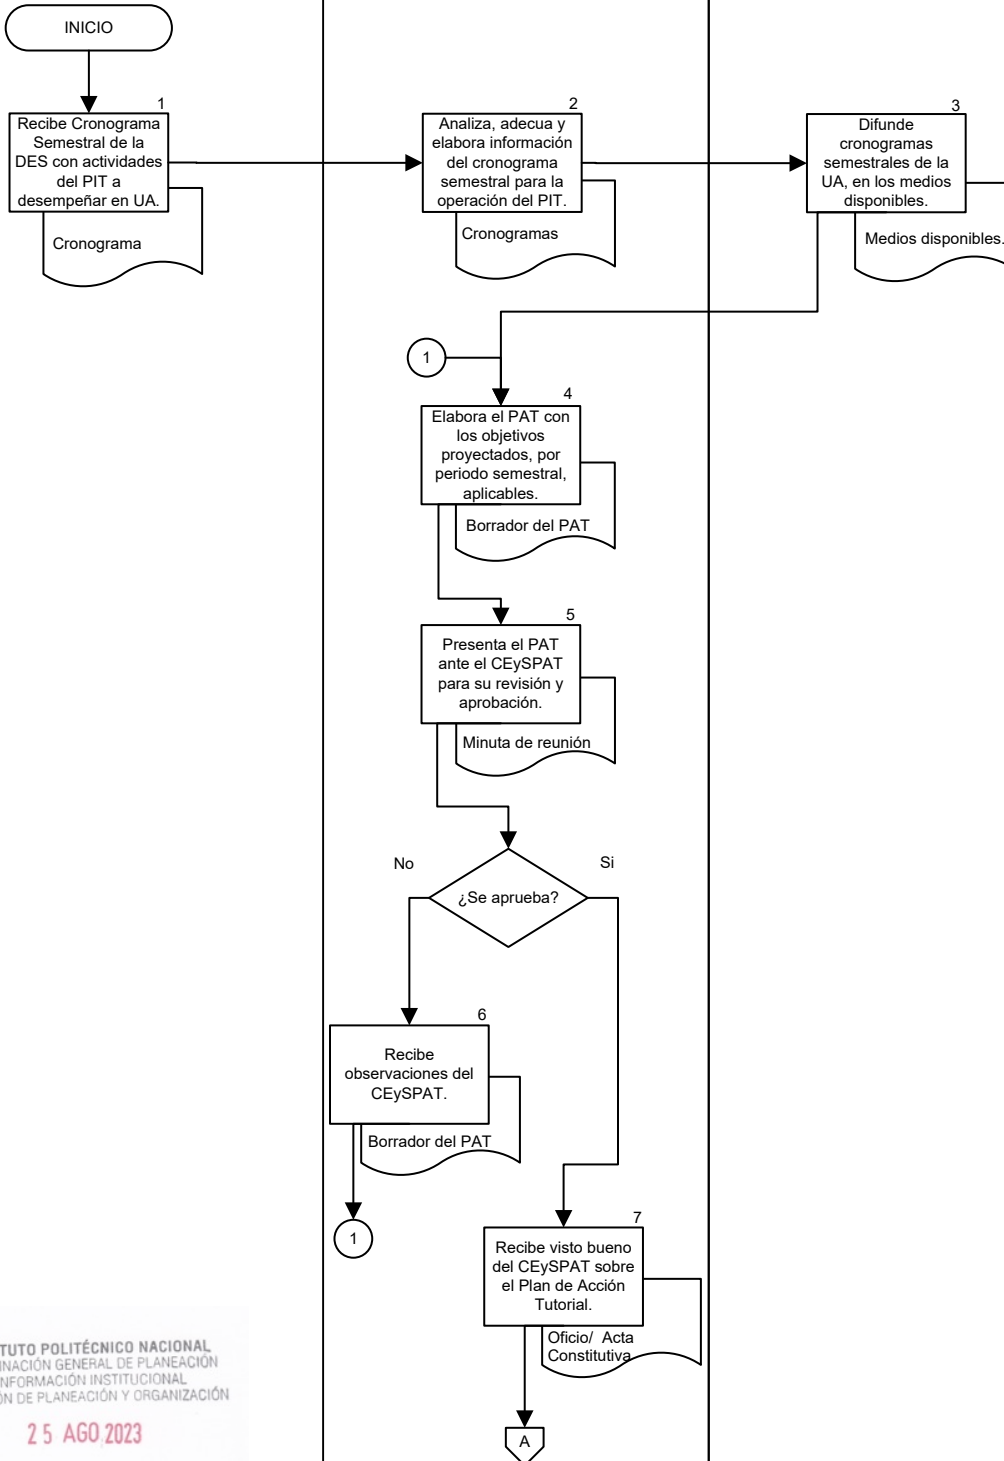 INICIO
1
Recibe Cronograma
Semestral de la
DES con actividades
del PIT a
desempeñar en UA.
Cronograma
2
Analiza, adecua y
elabora información
del cronograma
semestral para la
operación del PIT.
Cronogramas
3
Difunde
cronogramas
semestrales de la
UA, en los medios
disponibles.
Medios disponibles.
1
4
Elabora el PAT con
los objetivos
proyectados, por
periodo semestral,
aplicables.
Borrador del PAT
5
Presenta el PAT
ante el CEySPAT
para su revisión y
aprobación.
Minuta de reunión
No
Si
¿Se aprueba?
6
Recibe
observaciones del
CEySPAT.
Borrador del PAT
1
7
Recibe visto bueno
del CEySPAT sobre
el Plan de Acción
Tutorial.
Oficio/ Acta
Constitutiva
A
TUTO POLITÉCNICO NACIONAL
INACIÓN GENERAL DE PLANEACIÓN
NFORMACIÓN INSTITUCIONAL
ÓN DE PLANEACIÓN Y ORGANIZACIÓN
25 AGO 2023